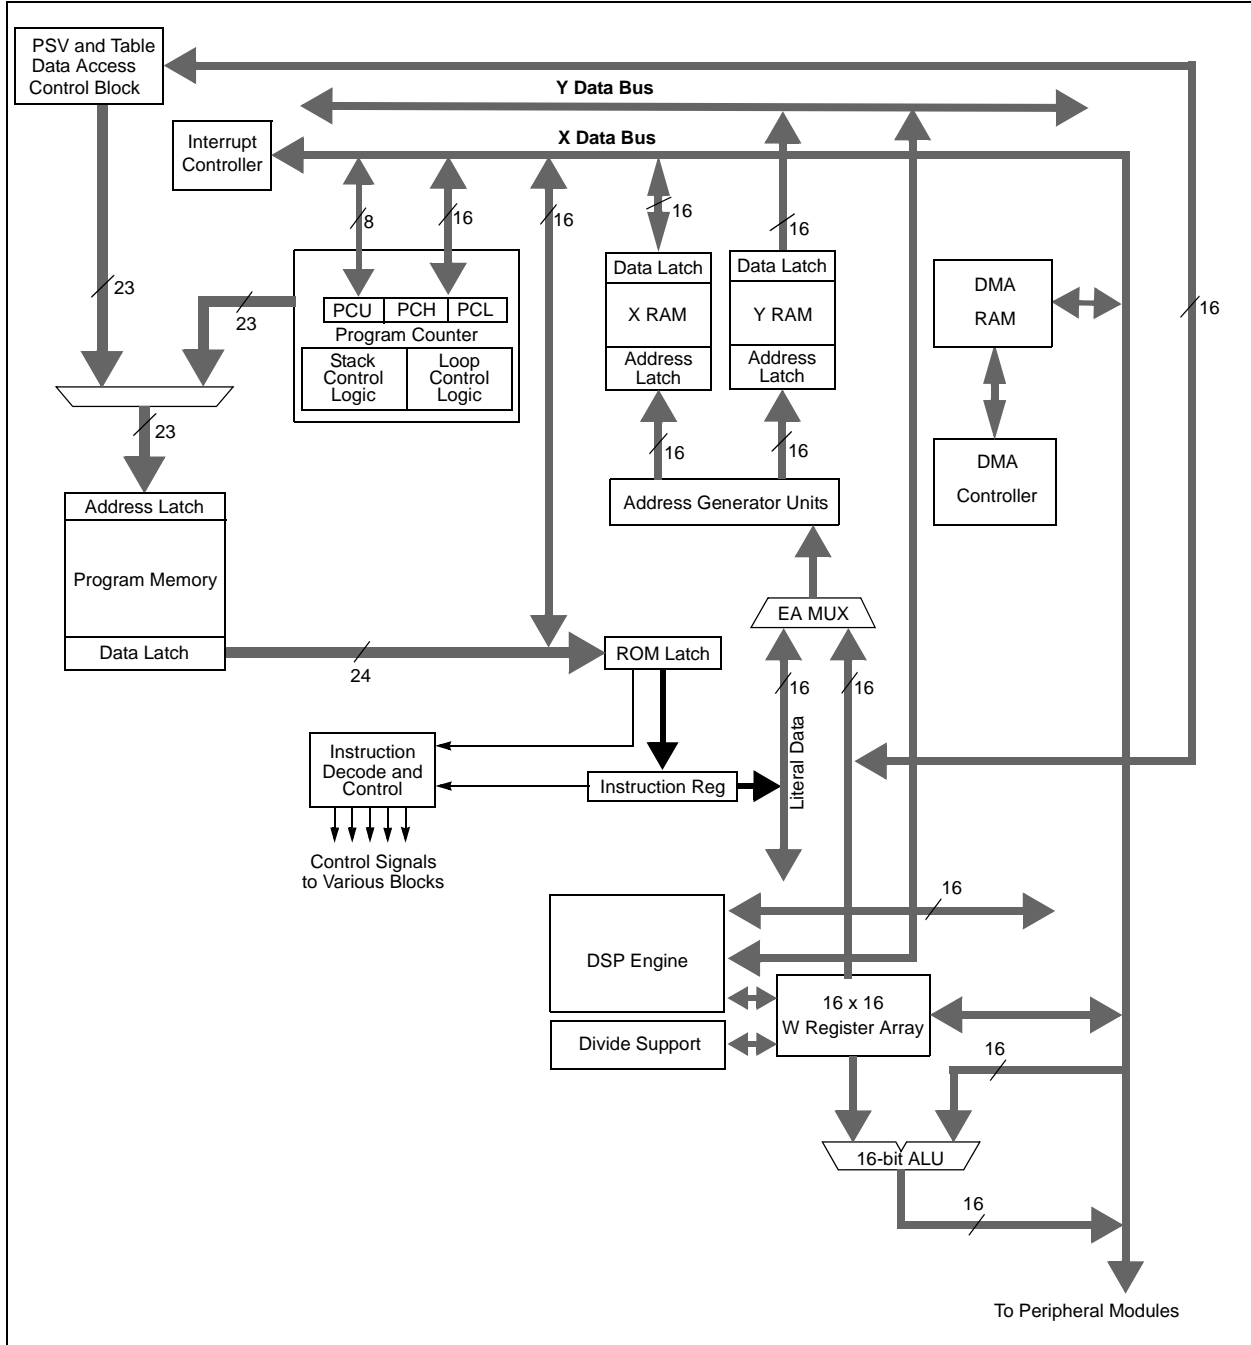 PSV and Table
Data Access
Control Block
Y Data Bus
Interrupt
Controller
X Data Bus
8
16
16
16
16
16
23
23
Data Latch
X RAM
Address
Latch
Data Latch
Y RAM
Address
Latch
DMA
RAM
PCU
PCH
PCL
Program Counter
Stack
Control
Logic
Loop
Control
Logic
23
16
16
DMA
Controller
Address Generator Units
Address Latch
Program Memory
Data Latch
24
EA MUX
ROM Latch
16
16
Literal Data
Instruction
Decode and
Control
Instruction Reg
Control Signals
to Various Blocks
16
DSP Engine
16 x 16
W Register Array
Divide Support
16
16-bit ALU
16
To Peripheral Modules